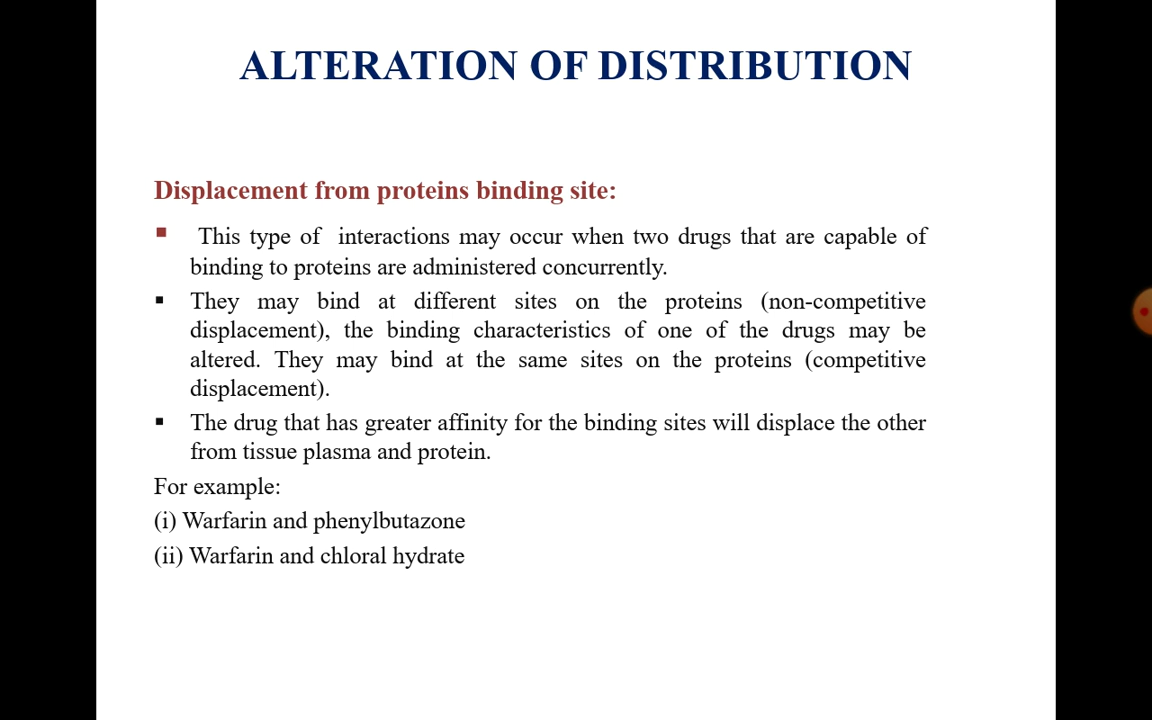 ALTERATION OF DISTRIBUTION
Displacement from proteins binding site:
▪ This type of interactions may occur when two drugs that are capable of
binding to proteins are administered concurrently.
▪ They may bind at different sites on the proteins (non-competitive
displacement), the binding characteristics of one of the drugs may be
altered. They may bind at the same sites on the proteins (competitive
displacement).
▪ The drug that has greater affinity for the binding sites will displace the other
from tissue plasma and protein.
For example:
(i) Warfarin and phenylbutazone
(ii) Warfarin and chloral hydrate